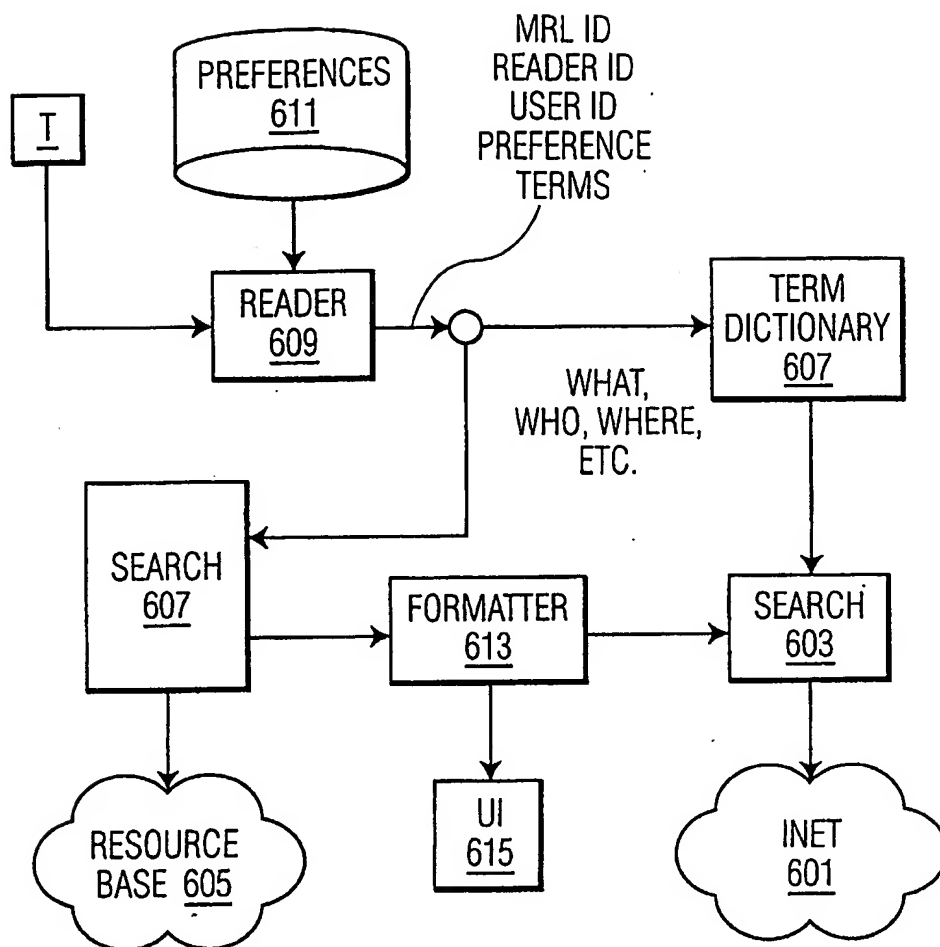 MRL ID
READER ID
USER ID
PREFERENCE
TERMS
PREFERENCES
611
T
READER
609
TERM
DICTIONARY
607
WHAT,
WHO, WHERE,
ETC.
SEARCH
607
FORMATTER
613
SEARCH
603
RESOURCE
BASE 605
UI
615
INET
601